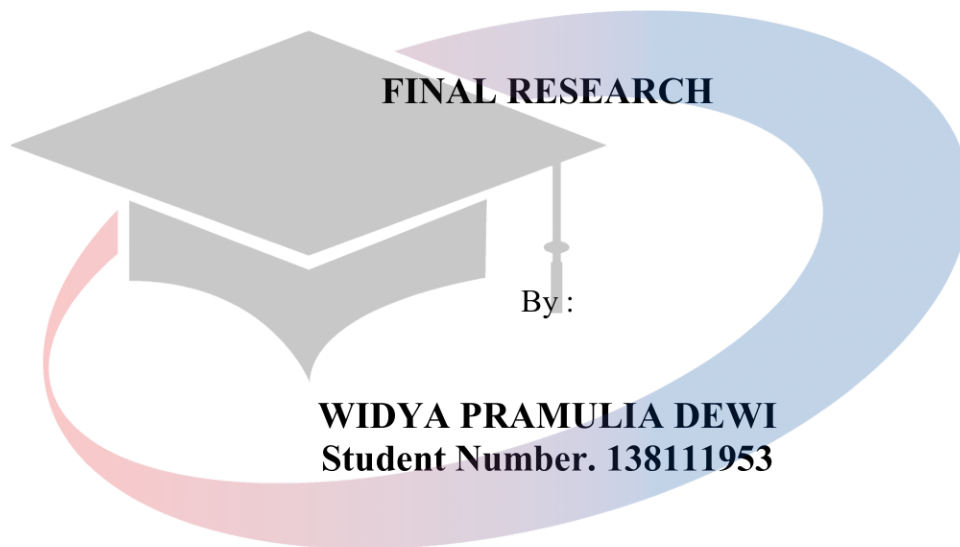 FINAL RESEARCH
By :
WIDYA PRAMULIA DEWI
Student Number. 138111953